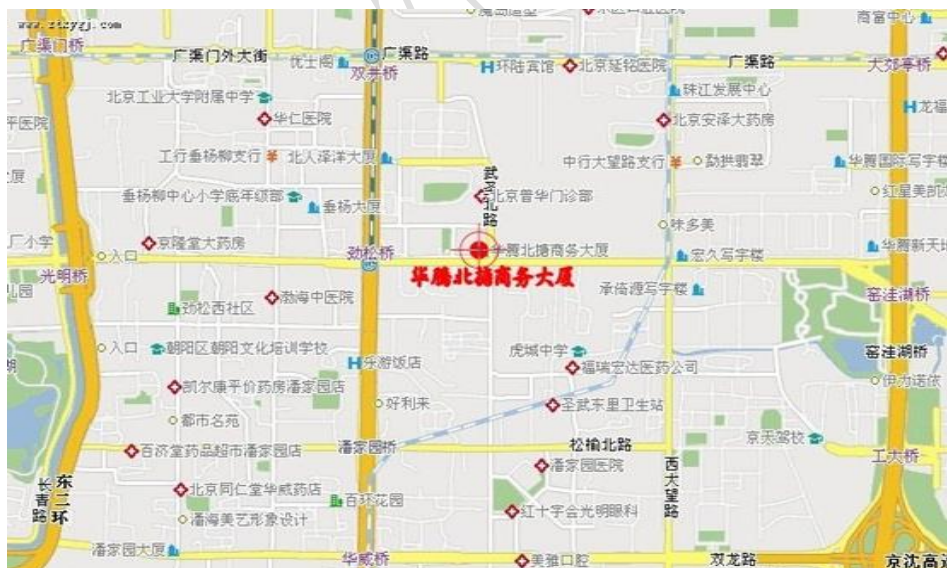 www.ztxysj.com
商富中心
广渠门桥
广渠门外大街
优士阁
广渠路
环陆宾馆
北京延铭医院
广渠路
双井桥
大郊亭桥
北京工业大学附属中学
珠江发展中心
龙福
华仁医院
北京安泽大药房
平医院
工行垂杨柳支行
北人泽洋大厦
中行大望路支行
勐拱翡翠
华腾国际写字楼
大厦
武圣北路
垂杨柳中心小学底年级部
垂杨大厦
北京普华门诊部
红星美凯
味多美
厂小学
京隆堂大药房
劲松桥
华腾北搪商务大厦
宏久写字楼
华腾新天地
入口
光明桥
华腾北搪商务大厦
承倚源写字楼
窑洼湖桥
儿园
渤海中医院
劲松西社区
入口
朝阳区朝阳文化培训学校
虎城中学
窑洼湖桥
乐游饭店
福瑞宏达医药公司
湖
凯尔康平价药房潘家园店
伊力诺依
好利来
圣武东里卫生站
都市名苑
百济堂药品超市潘家园店
潘家园桥
松榆北路
京天驾校
工大桥
潘家园医院
长青路
东二环
北京同仁堂华威药店
百环花园
西大望路
潘海美艺形象设计
红十字会光明眼科
潘家园大厦
华威桥
美雅口腔
双龙路
京沈高速